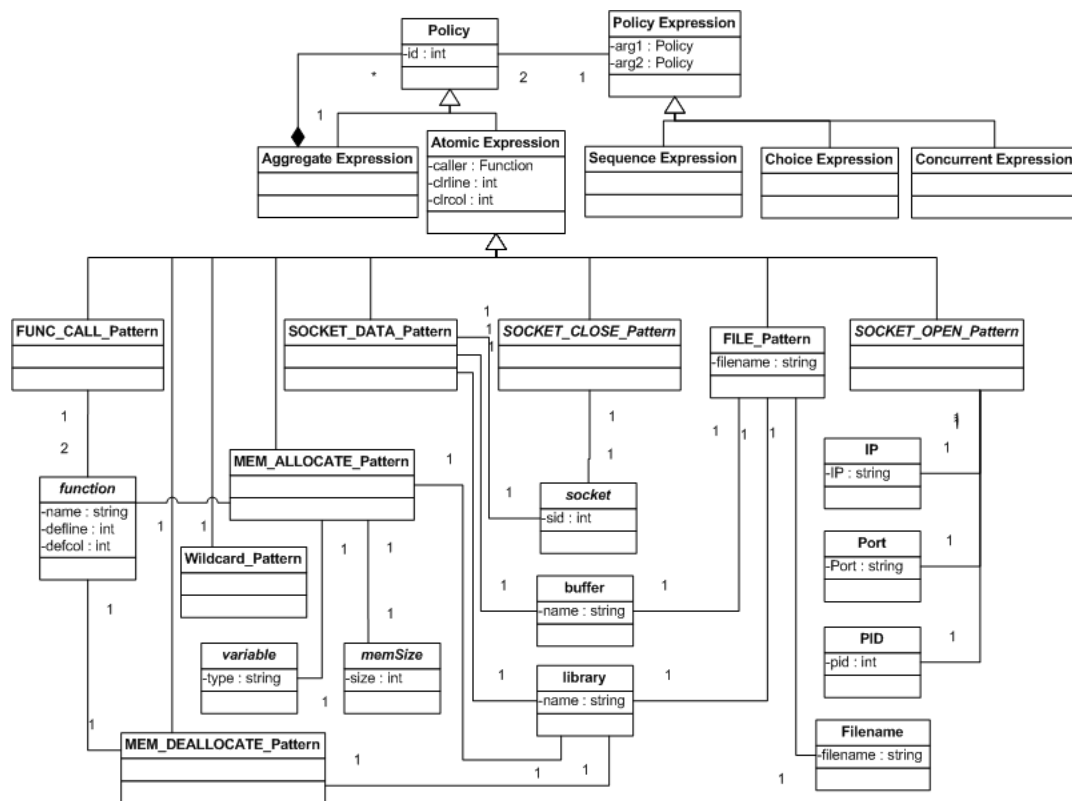 Policy
-id : int
Policy Expression
-arg1 : Policy
-arg2 : Policy
*
2
1
1
Aggregate Expression
Atomic Expression
-caller : Function
-clrline : int
-clrcol : int
Sequence Expression
Choice Expression
Concurrent Expression
FUNC_CALL_Pattern
SOCKET_DATA_Pattern
1
1
1
SOCKET_CLOSE_Pattern
FILE_Pattern
-filename : string
SOCKET_OPEN_Pattern
1
2
1
1
1
1
1
1
1
1
1
MEM_ALLOCATE_Pattern
IP
-IP : string
function
-name : string
-defline : int
-defcol : int
socket
-sid : int
1
1
1
1
1
Port
-Port : string
1
Wildcard_Pattern
1
1
buffer
-name : string
1
1
1
PID
-pid : int
1
variable
-type : string
memSize
-size : int
1
library
-name : string
1
1
1
MEM_DEALLOCATE_Pattern
Filename
-filename : string
1
1
1
1